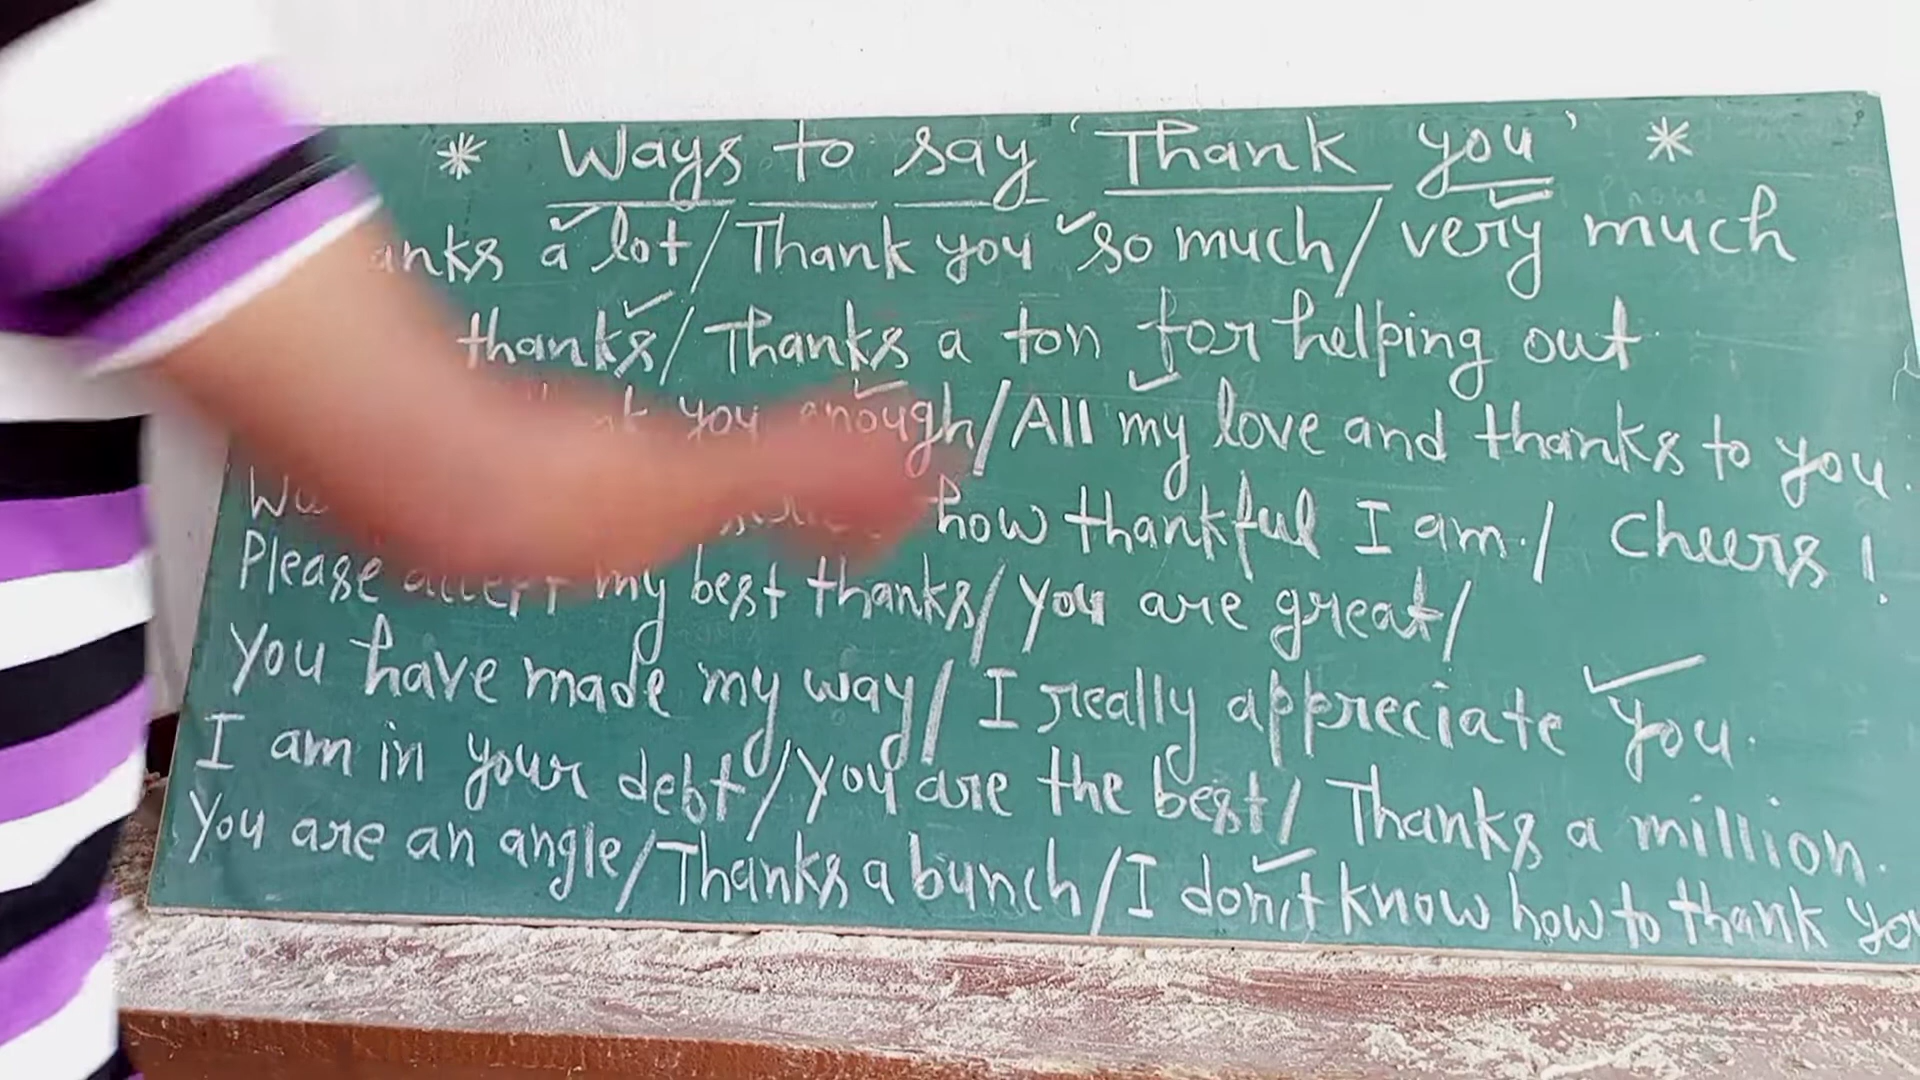 * Ways to say 'Thank you' *
a lot/Thank you so much/very much
thanks/Thanks a ton for helping out
you enough/All my love and thanks to you.
how thankful I am./ Cheers!
Please accept my best thanks/You are great/
You have made my way/I really appreciate you.
I am in your debt/You are the best/Thanks a million.
You are an angle/Thanks a bunch/I don't know how to thank